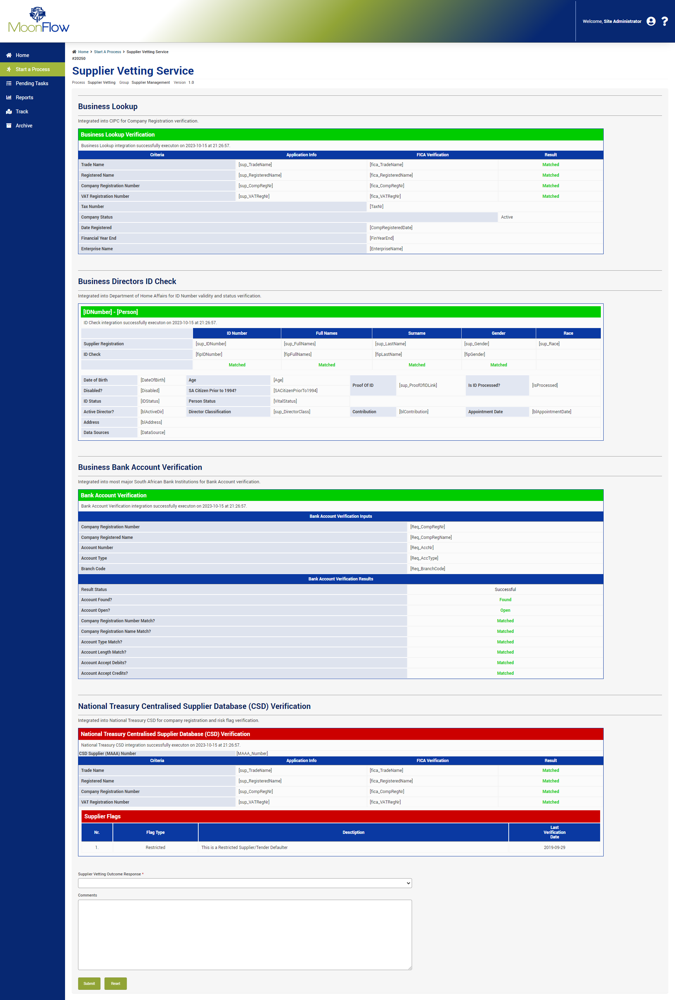 MoonFlow
Welcome, Site Administrator
Home
Start a Process
Pending Tasks
Reports
Track
Archive
Home > Start A Process > Supplier Vetting Service
#20250
Supplier Vetting Service
Process Supplier Vetting Group Supplier Management Version 1.0
Business Lookup
Integrated into CIPC for Company Registration verification.
Business Lookup Verification
Business Lookup integration successfully executon on 2023-10-15 at 21:26:57.
Criteria Application Info FICA Verification Result
Trade Name [sup_TradeName] [fica_TradeName] Matched
Registered Name [sup_RegisteredName] [fica_RegisteredName] Matched
Company Registration Number [sup_CompRegNr] [fica_CompRegNr] Matched
VAT Registration Number [sup_VATRegNr] [fica_VATRegNr] Matched
Tax Number [TaxNr]
Company Status Active
Date Registered [CompRegisteredDate]
Financial Year End [FinYearEnd]
Enterprise Name [EnterpriseName]
Business Directors ID Check
Integrated into Department of Home Affairs for ID Number validity and status verification.
[IDNumber] - [Person]
ID Check integration successfully executon on 2023-10-15 at 21:26:57.
ID Number Full Names Surname Gender Race
Supplier Registration [sup_IDNumber] [sup_FullNames] [sup_LastName] [sup_Gender] [sup_Race]
ID Check [fipIDNumber] [fipFullNames] [fipLastName] [fipGender]
Matched Matched Matched Matched
Date of Birth [DateOfBirth] Age [Age] Proof Of ID [sup_ProofOfIDLink] Is ID Processed? [IsProcessed]
Disabled? [Disabled] SA Citizen Prior to 1994? [SACitizenPriorTo1994]
ID Status [IDStatus] Person Status [VitalStatus]
Active Director? [blActiveDir] Director Classification [sup_DirectorClass] Contribution [blContribution] Appointment Date [blAppointmentDate]
Address [blAddress]
Data Sources [DataSource]
Business Bank Account Verification
Integrated into most major South African Bank Institutions for Bank Account verification.
Bank Account Verification
Bank Account Verification integration successfully executon on 2023-10-15 at 21:26:57.
Bank Account Verification Inputs
Company Registration Number [Req_CompRegNr]
Company Registered Name [Req_CompRegName]
Account Number [Req_AccNr]
Account Type [Req_AccType]
Branch Code [Req_BranchCode]
Bank Account Verification Results
Result Status Successful
Account Found? Found
Account Open? Open
Company Registration Number Match? Matched
Company Registration Name Match? Matched
Account Type Match? Matched
Account Length Match? Matched
Account Accept Debits? Matched
Account Accept Credits? Matched
National Treasury Centralised Supplier Database (CSD) Verification
Integrated into National Treasury CSD for company registration and risk flag verification.
National Treasury Centralised Supplier Database (CSD) Verification
National Treasury CSD integration successfully executon on 2023-10-15 at 21:26:57.
CSD Supplier (MAAA) Number [MAAA_Number]
Criteria Application Info FICA Verification Result
Trade Name [sup_TradeName] [fica_TradeName] Matched
Registered Name [sup_RegisteredName] [fica_RegisteredName] Matched
Company Registration Number [sup_CompRegNr] [fica_CompRegNr] Matched
VAT Registration Number [sup_VATRegNr] [fica_VATRegNr] Matched
Supplier Flags
Nr. Flag Type Desctiption Last Verification Date
1. Restricted This is a Restricted Supplier/Tender Defaulter 2019-09-29
Supplier Vetting Outcome Response *
Comments
Submit Reset